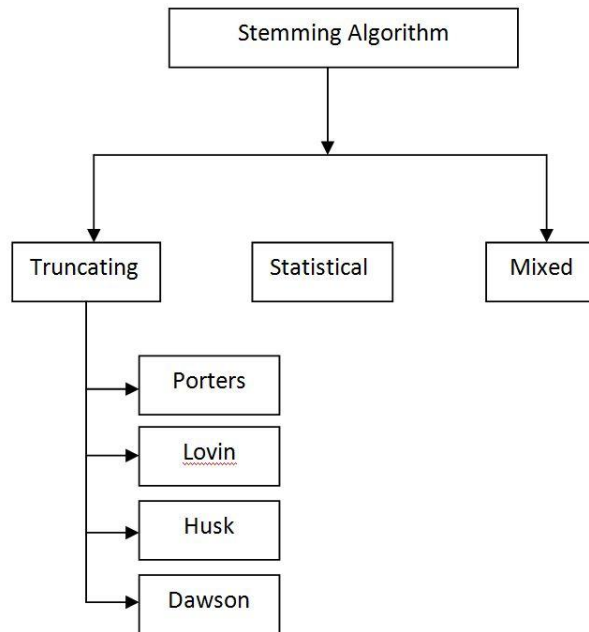 Stemming Algorithm
Truncating
Statistical
Mixed
Porters
Lovin
Husk
Dawson